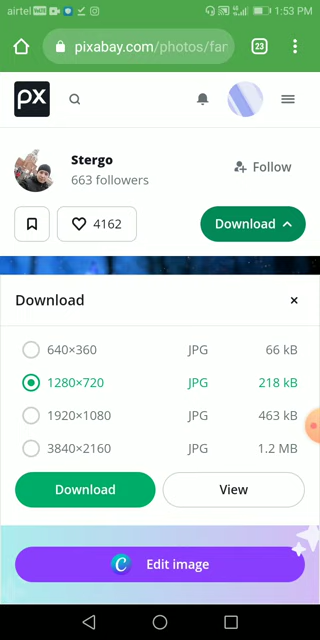 airtel 1:53 PM
pixabay.com/photos/fan
23
px
Stergo
663 followers
Follow
4162
Download
Download ×
640×360 JPG 66 kB
1280×720 JPG 218 kB
1920×1080 JPG 463 kB
3840×2160 JPG 1.2 MB
Download
View
C Edit image